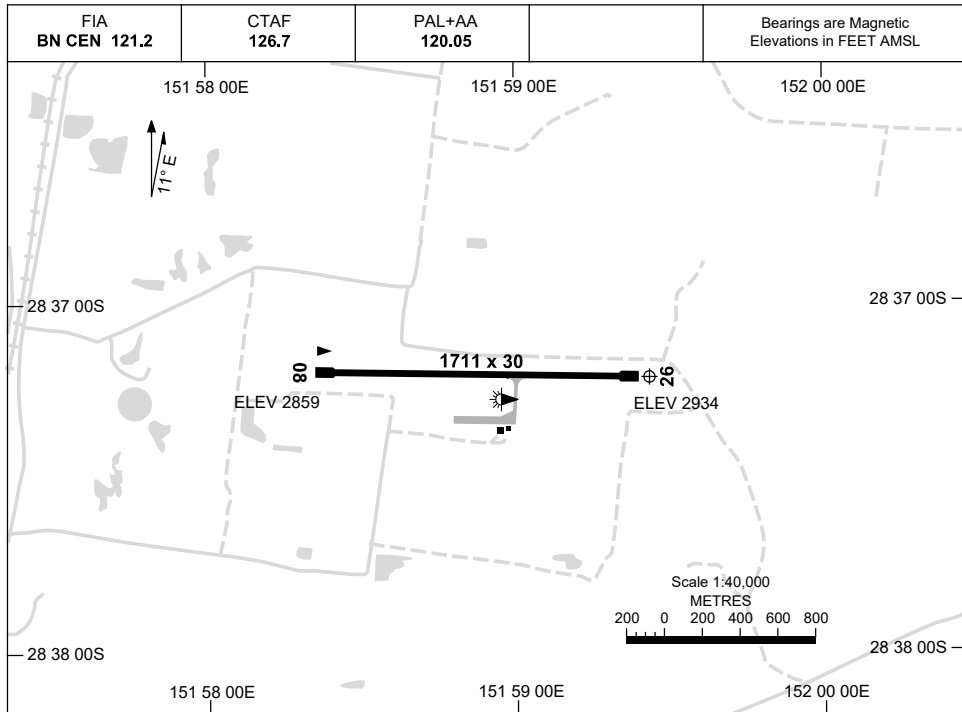 FIA
BN CEN 121.2
CTAF
126.7
PAL+AA
120.05
Bearings are Magnetic
Elevations in FEET AMSL
151 58 00E
151 59 00E
152 00 00E
11° E
28 37 00S
28 37 00S
1711 x 30
08
26
ELEV 2859
ELEV 2934
Scale 1:40,000
METRES
200 0 200 400 600 800
28 38 00S
28 38 00S
151 58 00E
151 59 00E
152 00 00E